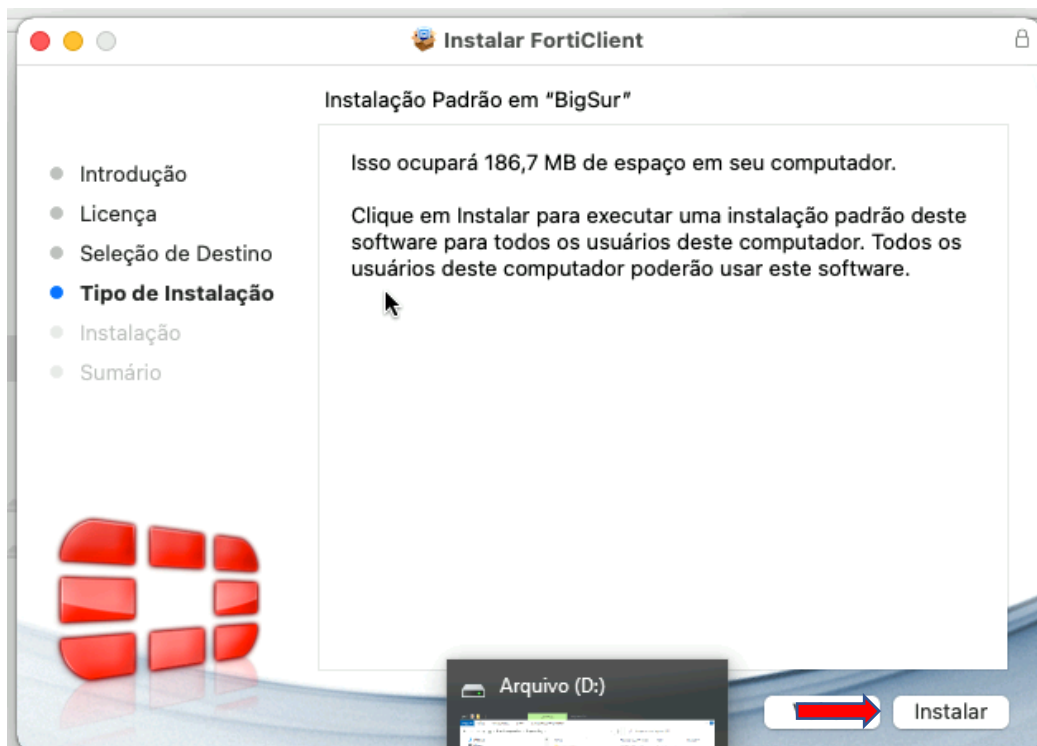 Instalar FortiClient
Instalação Padrão em “BigSur”
Introdução
Licença
Seleção de Destino
Tipo de Instalação
Instalação
Sumário
Isso ocupará 186,7 MB de espaço em seu computador.
Clique em Instalar para executar uma instalação padrão deste
software para todos os usuários deste computador. Todos os
usuários deste computador poderão usar este software.
Arquivo (D:)
Instalar